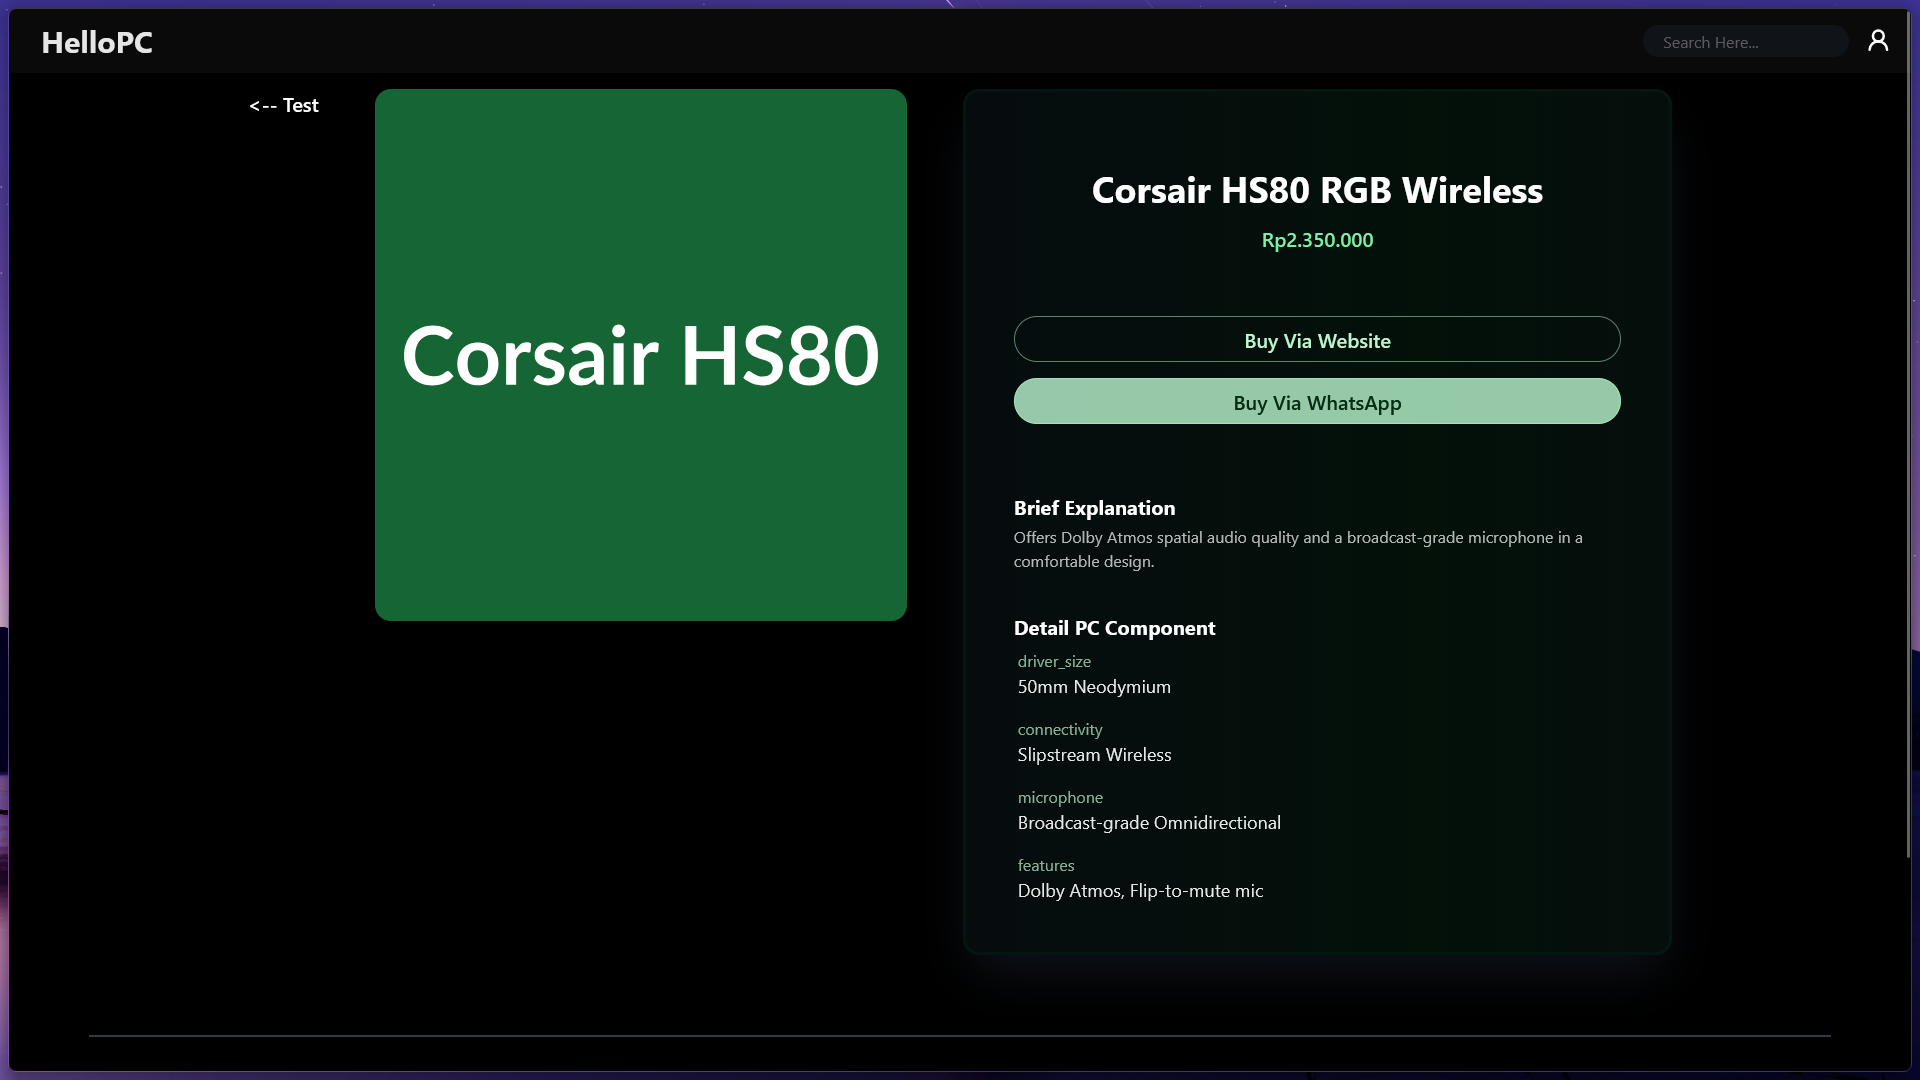 HelloPC
Search Here...
<-- Test
Corsair HS80
Corsair HS80 RGB Wireless
Rp2.350.000
Buy Via Website
Buy Via WhatsApp
Brief Explanation
Offers Dolby Atmos spatial audio quality and a broadcast-grade microphone in a
comfortable design.
Detail PC Component
driver_size
50mm Neodymium
connectivity
Slipstream Wireless
microphone
Broadcast-grade Omnidirectional
features
Dolby Atmos, Flip-to-mute mic